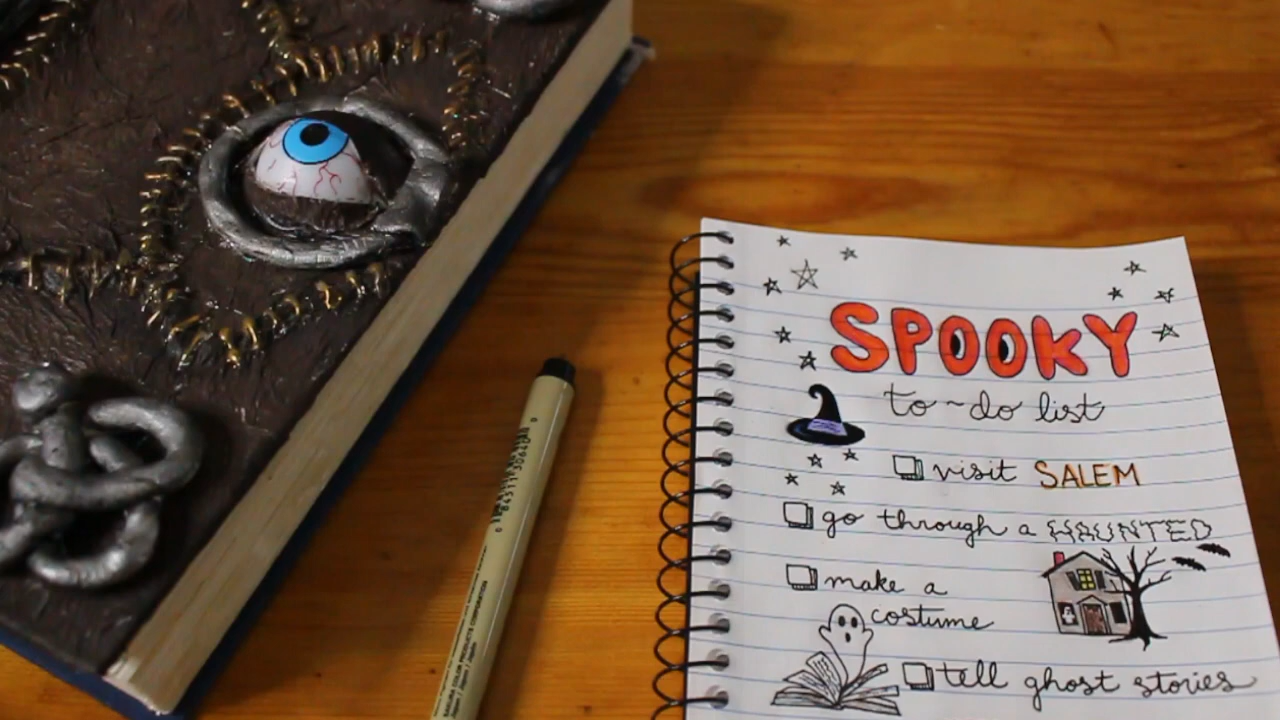 SPOOKY
to-do list
visit SALEM
go through a HAUNTED
make a
costume
tell ghost stories